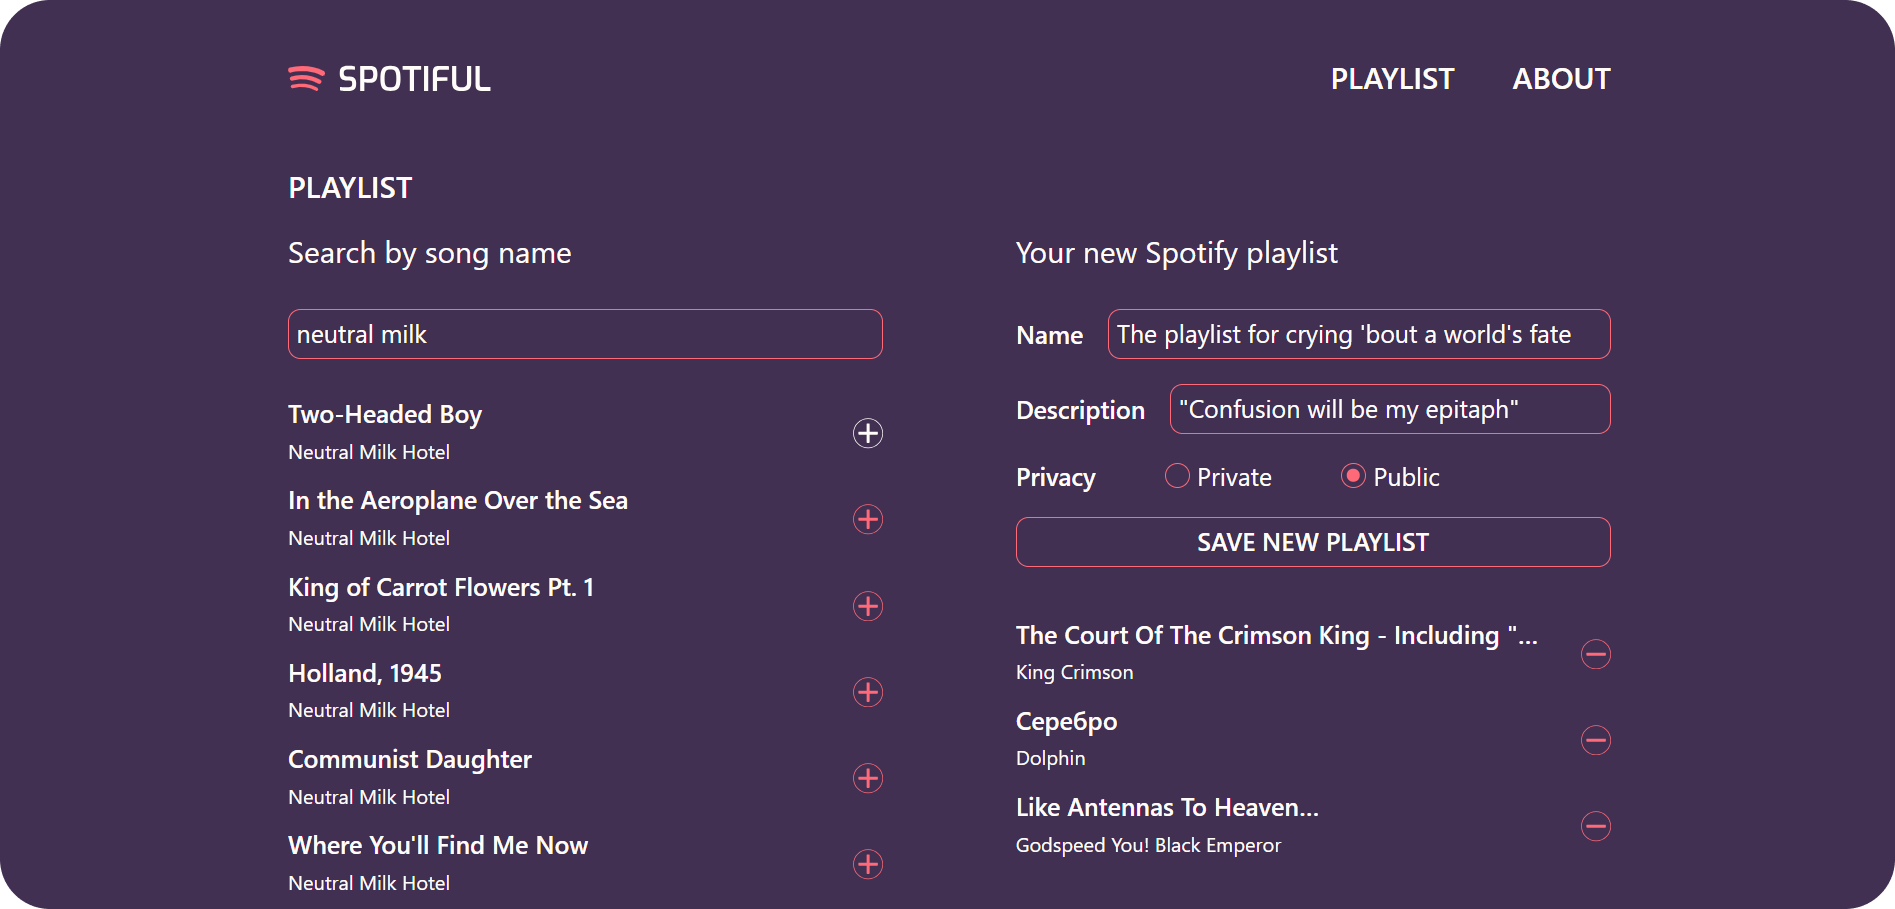 SPOTIFUL
PLAYLIST
ABOUT
PLAYLIST
Search by song name
neutral milk
Two-Headed Boy
Neutral Milk Hotel
In the Aeroplane Over the Sea
Neutral Milk Hotel
King of Carrot Flowers Pt. 1
Neutral Milk Hotel
Holland, 1945
Neutral Milk Hotel
Communist Daughter
Neutral Milk Hotel
Where You'll Find Me Now
Neutral Milk Hotel
Your new Spotify playlist
Name
The playlist for crying 'bout a world's fate
Description
"Confusion will be my epitaph"
Privacy
Private
Public
SAVE NEW PLAYLIST
The Court Of The Crimson King - Including "...
King Crimson
Серебро
Dolphin
Like Antennas To Heaven...
Godspeed You! Black Emperor